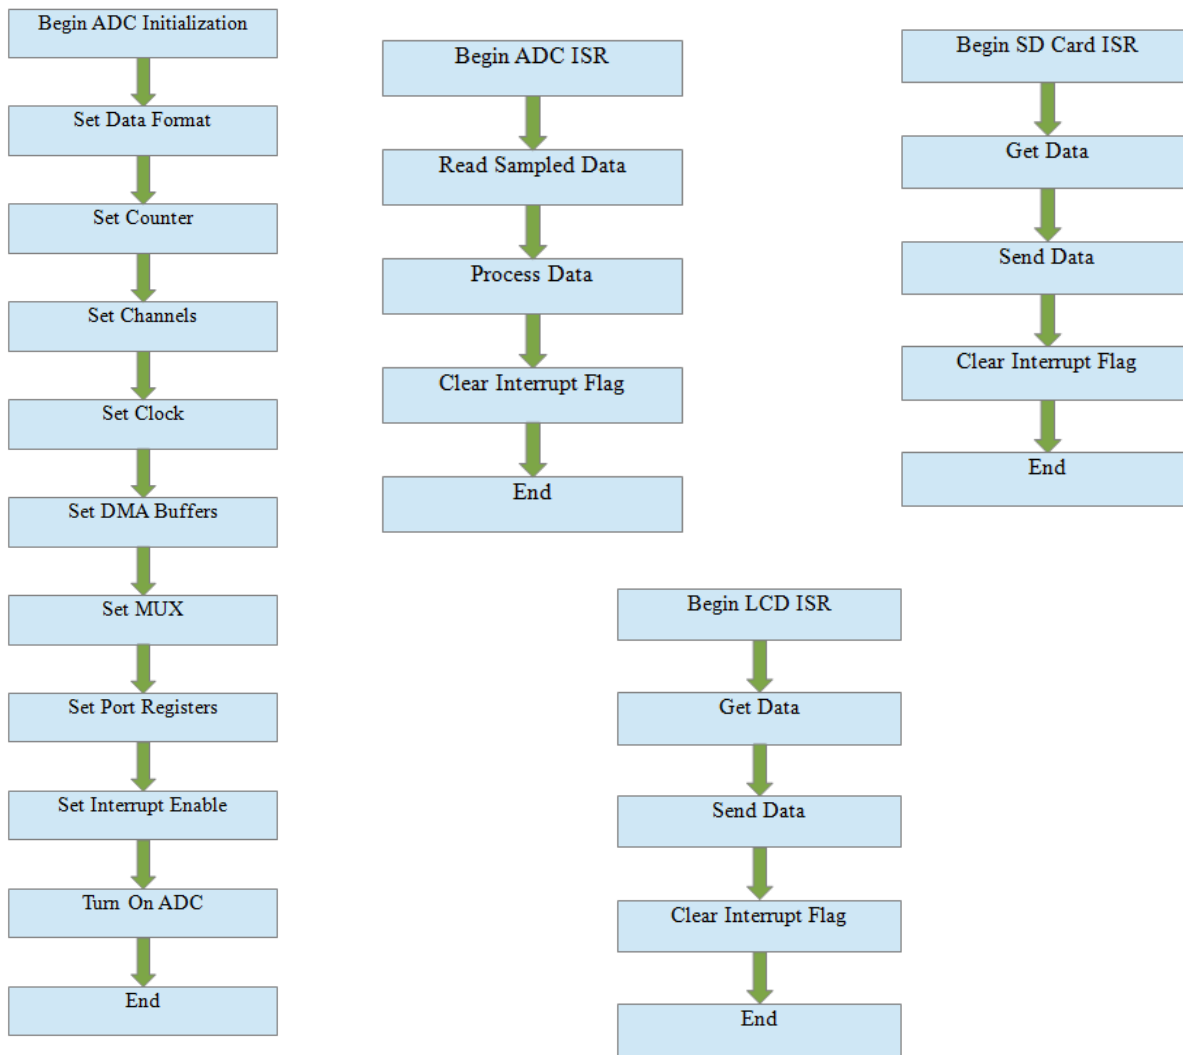 Begin ADC Initialization
Set Data Format
Set Counter
Set Channels
Set Clock
Set DMA Buffers
Set MUX
Set Port Registers
Set Interrupt Enable
Turn On ADC
End
Begin ADC ISR
Read Sampled Data
Process Data
Clear Interrupt Flag
End
Begin SD Card ISR
Get Data
Send Data
Clear Interrupt Flag
End
Begin LCD ISR
Get Data
Send Data
Clear Interrupt Flag
End